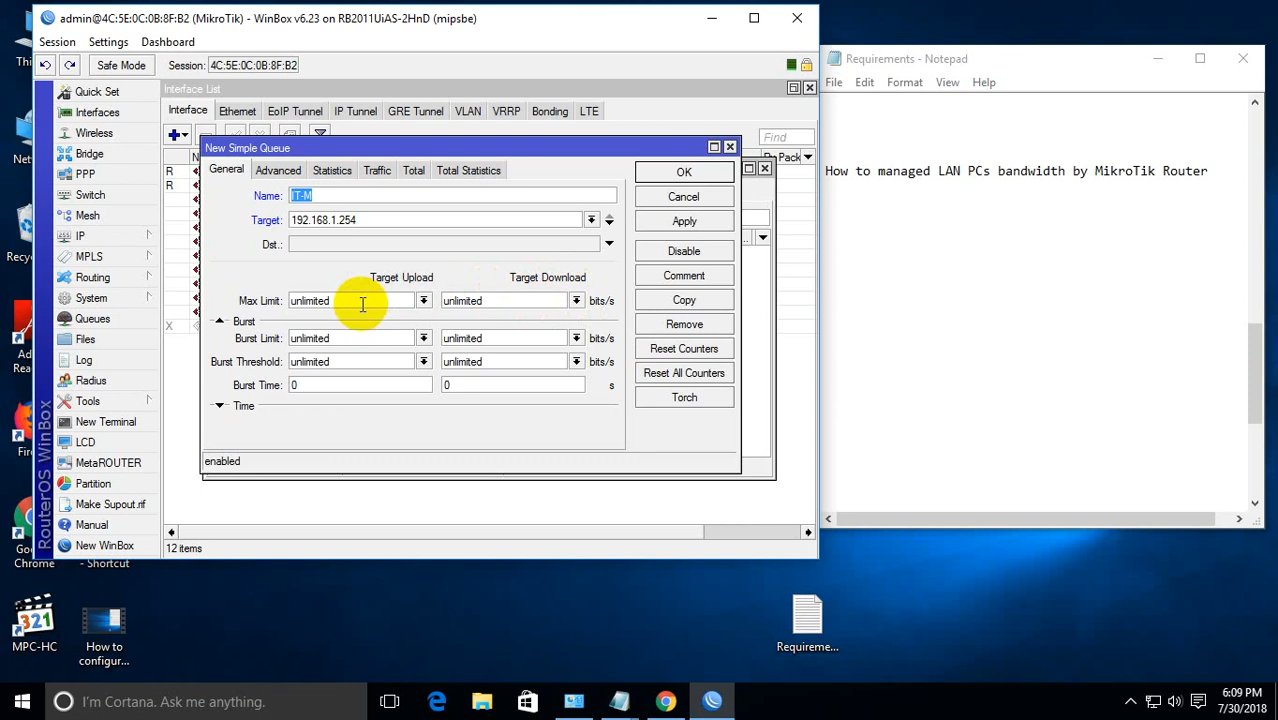 admin@4C:5E:0C:0B:8F:B2 (MikroTik) - WinBox v6.23 on RB2011UiAS-2HnD (mipsbe)
Session Settings Dashboard
Safe Mode Session: 4C:5E:0C:0B:8F:B2
RouterOS WinBox
Quick Set
Interfaces
Wireless
Bridge
PPP
Switch
Mesh
IP
MPLS
Routing
System
Queues
Files
Log
Radius
Tools
New Terminal
LCD
MetaROUTER
Partition
Make Supout.rif
Manual
New WinBox
Interface List
Interface Ethernet EoIP Tunnel IP Tunnel GRE Tunnel VLAN VRRP Bonding LTE
Find
R
R
X
New Simple Queue
General Advanced Statistics Traffic Total Total Statistics
Name: IT-M
Target: 192.168.1.254
Dst.:
Target Upload Target Download
Max Limit: unlimited unlimited bits/s
Burst
Burst Limit: unlimited unlimited bits/s
Burst Threshold: unlimited unlimited bits/s
Burst Time: 0 0 s
Time
enabled
OK
Cancel
Apply
Disable
Comment
Copy
Remove
Reset Counters
Reset All Counters
Torch
12 items
Requirements - Notepad
File Edit Format View Help
How to managed LAN PCs bandwidth by MikroTik Router
Chrome
- Shortcut
MPC-HC
How to
configur...
Requireme...
I'm Cortana. Ask me anything.
6:09 PM
7/30/2018